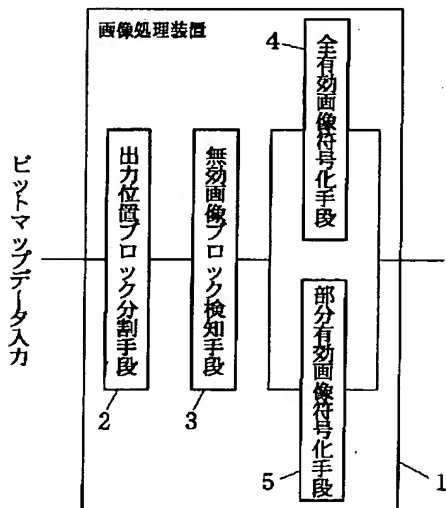 画像処理装置
ビットマップデータ入力
出力位置ブロック分割手段
2
無効画像ブロック検知手段
3
4
全有効画像符号化手段
部分有効画像符号化手段
5
1